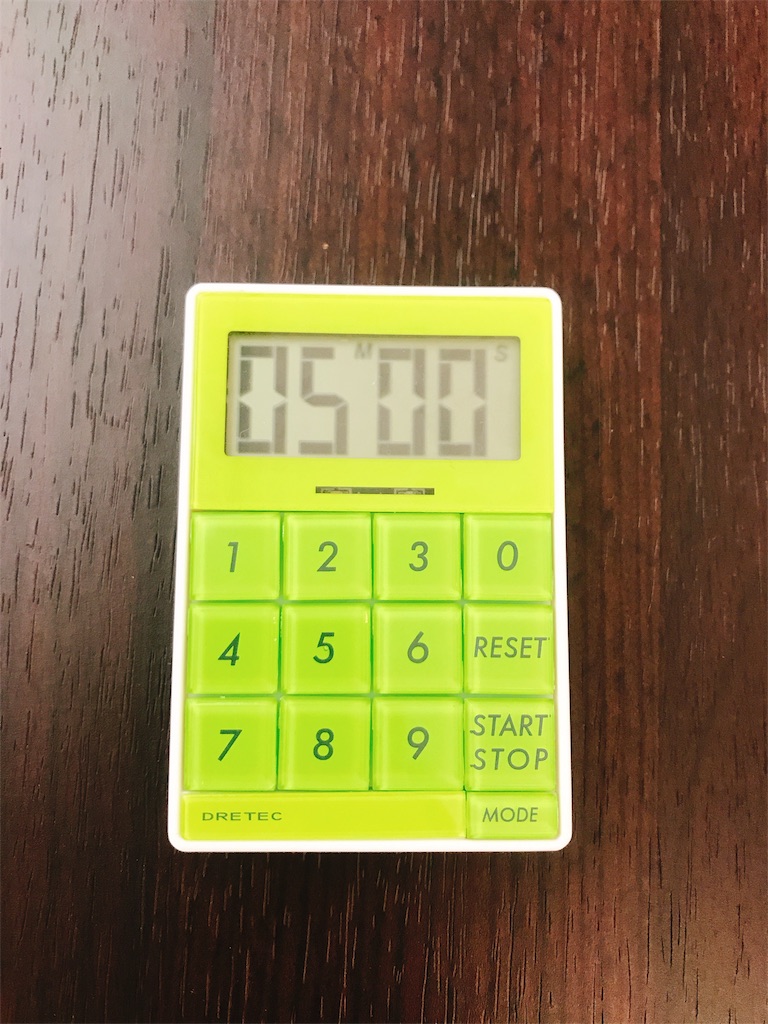 05 M 00 S
1 2 3 0
4 5 6 RESET
7 8 9 START
STOP
DRETEC MODE